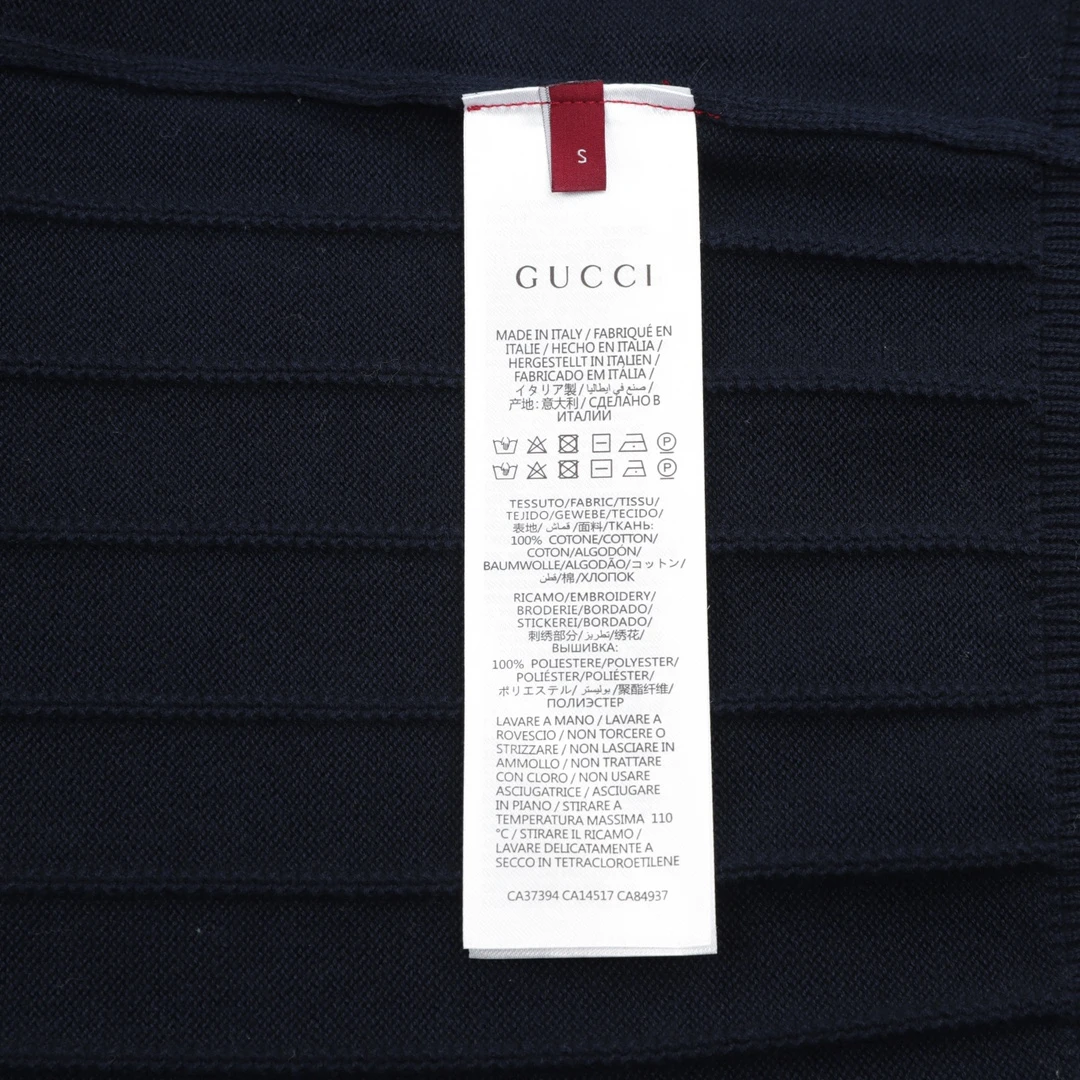 S
GUCCI
MADE IN ITALY / FABRIQUÉ EN
ITALIE / HECHO EN ITALIA /
HERGESTELLT IN ITALIEN /
FABRICADO EM ITÁLIA /
イタリア製 / صنع في ايطاليا /
产地: 意大利 / СДЕЛАНО В
ИТАЛИИ
P
P
TESSUTO/FABRIC/TISSU/
TEJIDO/GEWEBE/TECIDO/
表地/ قماش /面料/ТКАНЬ:
100% COTONE/COTTON/
COTON/ALGODÓN/
BAUMWOLLE/ALGODÃO/コットン/
قطن/棉/ХЛОПОК
RICAMO/EMBROIDERY/
BRODERIE/BORDADO/
STICKEREI/BORDADO/
刺绣部分/تطريز/绣花/
ВЫШИВКА:
100% POLIESTERE/POLYESTER/
POLIÉSTER/POLIÉSTER/
ポリエステル/ بوليستر /聚酯纤维/
ПОЛИЭСТЕР
LAVARE A MANO / LAVARE A
ROVESCIO / NON TORCERE O
STRIZZARE / NON LASCIARE IN
AMMOLLO / NON TRATTARE
CON CLORO / NON USARE
ASCIUGATRICE / ASCIUGARE
IN PIANO / STIRARE A
TEMPERATURA MASSIMA 110
°C / STIRARE IL RICAMO /
LAVARE DELICATAMENTE A
SECCO IN TETRACLOROETILENE
CA37394 CA14517 CA84937